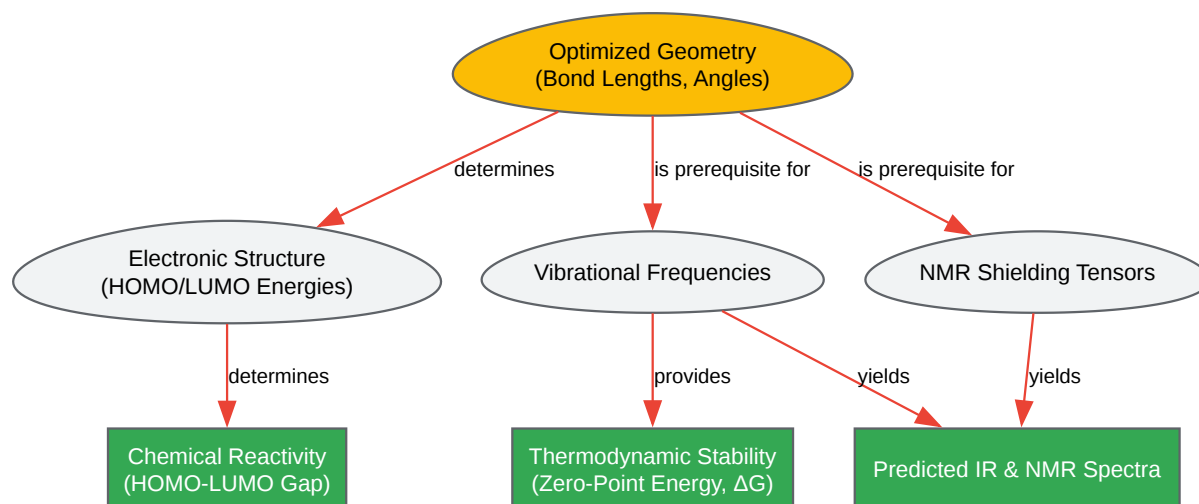 Optimized Geometry
(Bond Lengths, Angles)
determines
is prerequisite for
is prerequisite for
Electronic Structure
(HOMO/LUMO Energies)
Vibrational Frequencies
NMR Shielding Tensors
determines
provides
yields
yields
Chemical Reactivity
(HOMO-LUMO Gap)
Thermodynamic Stability
(Zero-Point Energy, ΔG)
Predicted IR & NMR Spectra